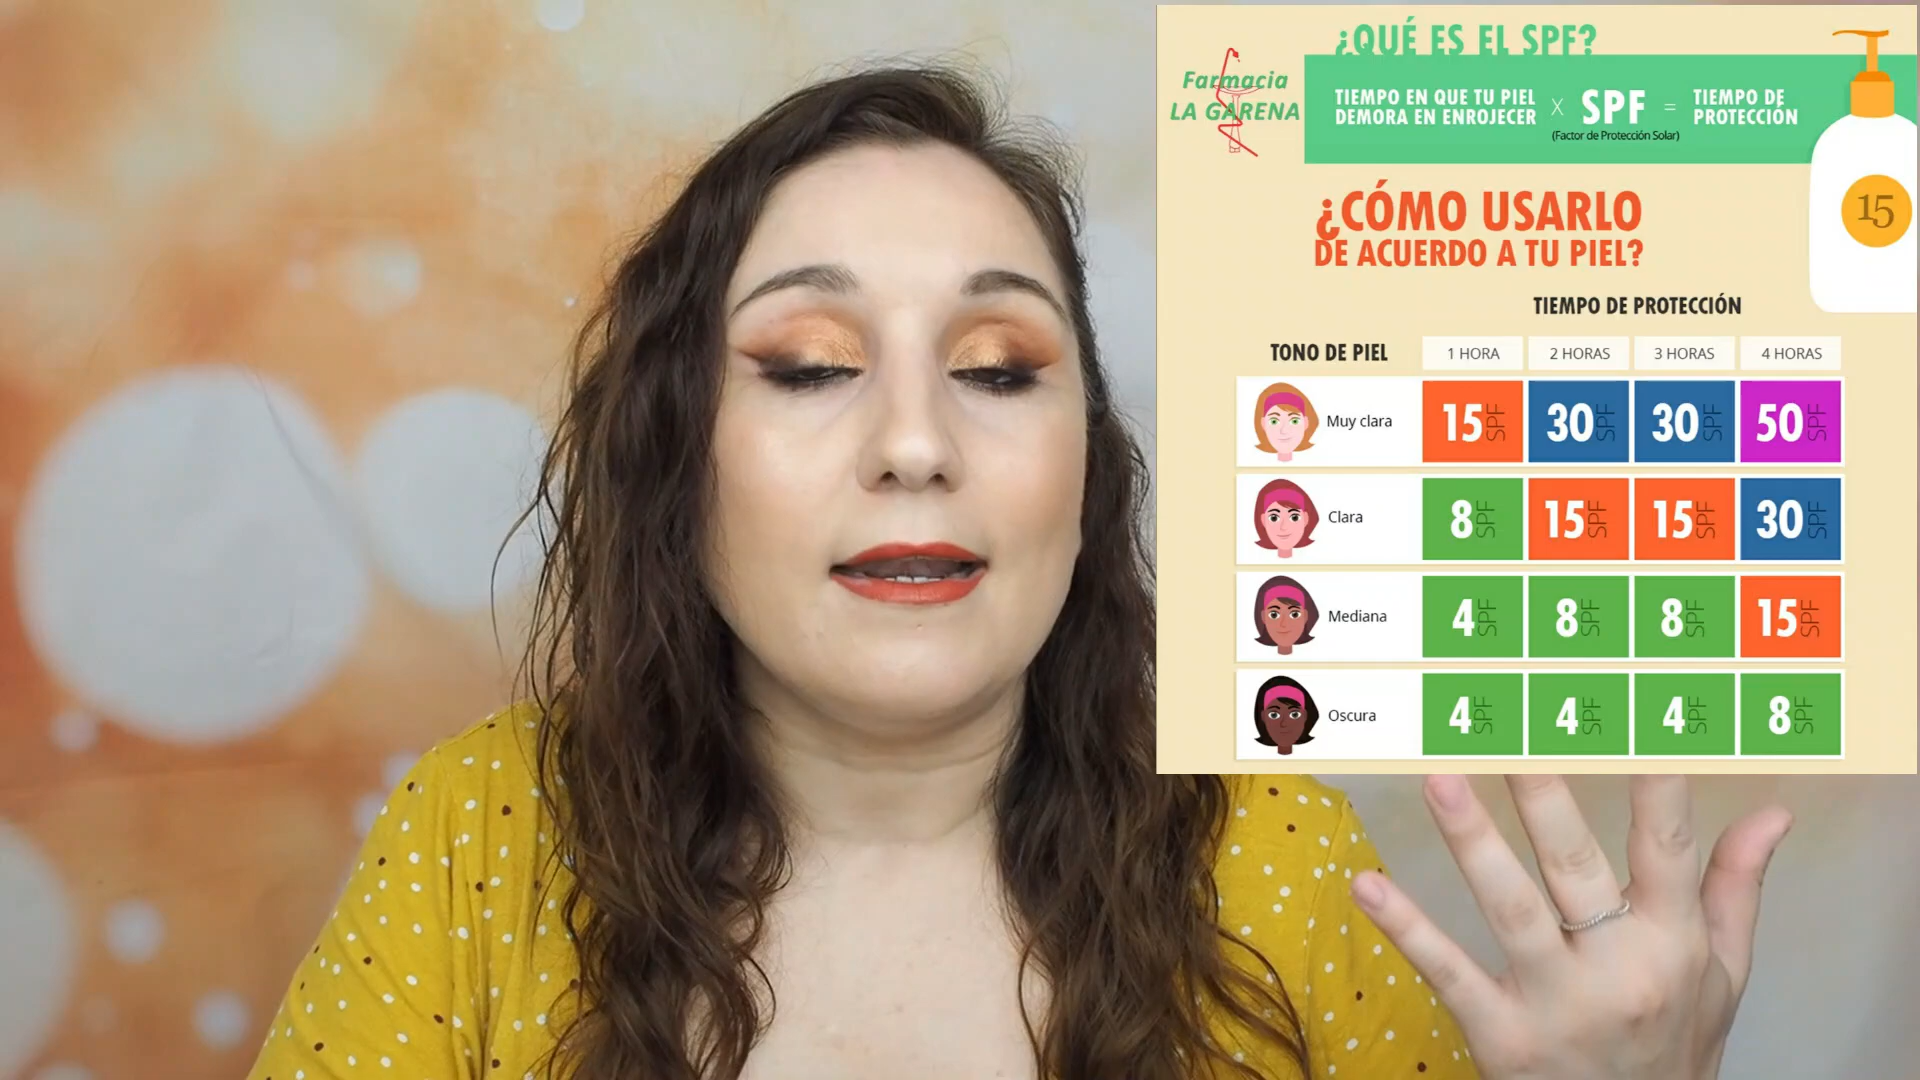 ¿QUÉ ES EL SPF?
Farmacia
LA GARENA
TIEMPO EN QUE TU PIEL
DEMORA EN ENROJECER
X
SPF
(Factor de Protección Solar)
=
TIEMPO DE
PROTECCIÓN
15
¿CÓMO USARLO
DE ACUERDO A TU PIEL?
TIEMPO DE PROTECCIÓN
TONO DE PIEL 1 HORA 2 HORAS 3 HORAS 4 HORAS
Muy clara 15 SPF 30 SPF 30 SPF 50 SPF
Clara 8 SPF 15 SPF 15 SPF 30 SPF
Mediana 4 SPF 8 SPF 8 SPF 15 SPF
Oscura 4 SPF 4 SPF 4 SPF 8 SPF